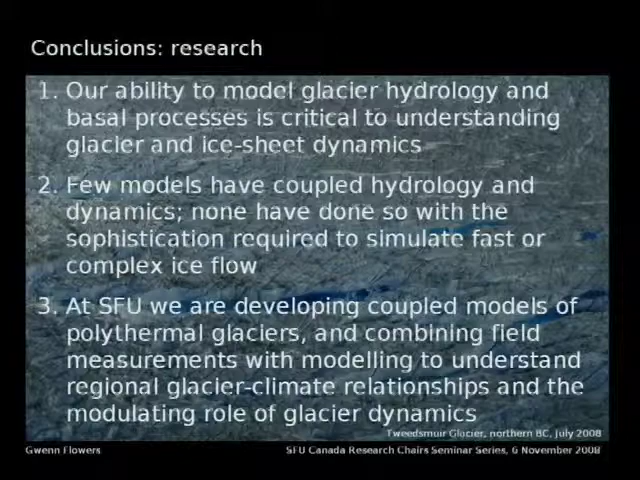 Conclusions: research
1. Our ability to model glacier hydrology and
basal processes is critical to understanding
glacier and ice-sheet dynamics
2. Few models have coupled hydrology and
dynamics; none have done so with the
sophistication required to simulate fast or
complex ice flow
3. At SFU we are developing coupled models of
polythermal glaciers, and combining field
measurements with modelling to understand
regional glacier-climate relationships and the
modulating role of glacier dynamics
Tweedsmuir Glacier, northern BC, July 2008
Gwenn Flowers
SFU Canada Research Chairs Seminar Series, 6 November 2008